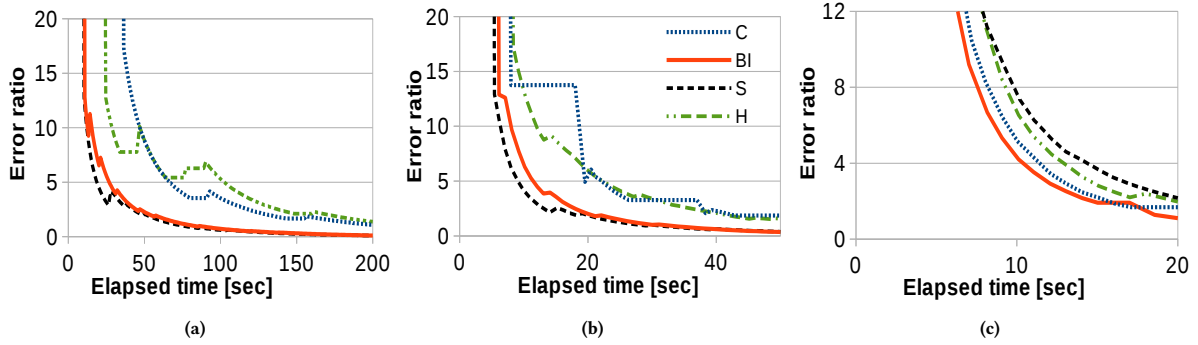 20
15
10
5
0
Error ratio
0 50 100 150 200
Elapsed time [sec]
(a)
20
15
10
5
0
Error ratio
C
BI
S
H
0 20 40
Elapsed time [sec]
(b)
12
8
4
0
Error ratio
0 10 20
Elapsed time [sec]
(c)